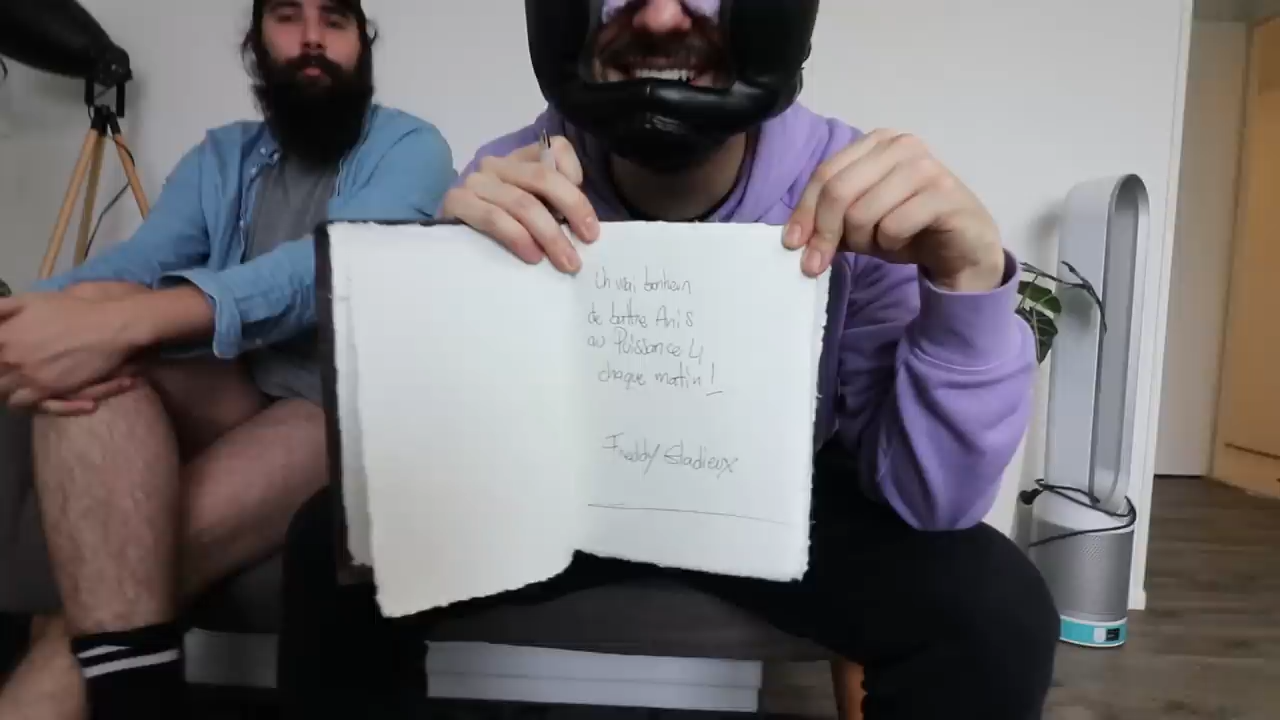 Un vrai bonheur
de battre Anis
au Puissance 4
chaque matin !
Freddy Gladieux